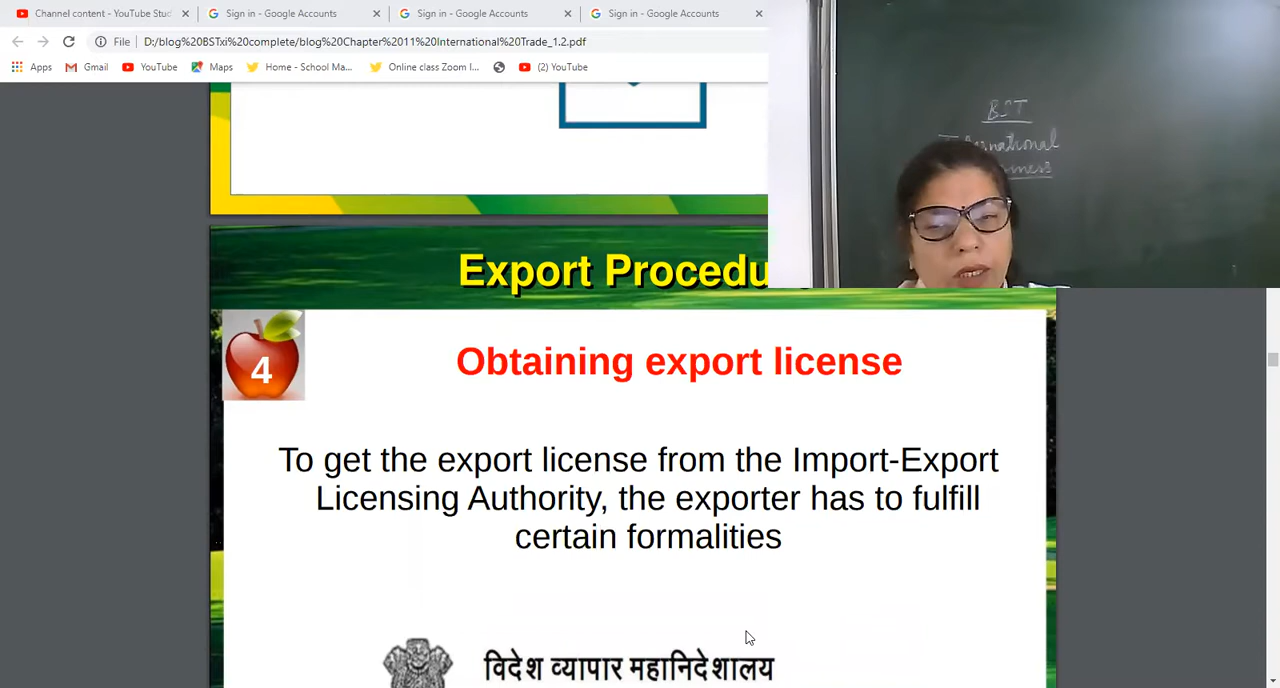 Channel content - YouTube Stud
Sign in - Google Accounts
Sign in - Google Accounts
Sign in - Google Accounts
File
D:/blog%20BSTxi%20complete/blog%20Chapter%2011%20International%20Trade_1.2.pdf
Apps
Gmail
YouTube
Maps
Home - School Ma...
Online class Zoom l...
(2) YouTube
BST
Export Procedu
4
Obtaining export license
To get the export license from the Import-Export
Licensing Authority, the exporter has to fulfill
certain formalities
विदेश व्यापार महानिदेशालय